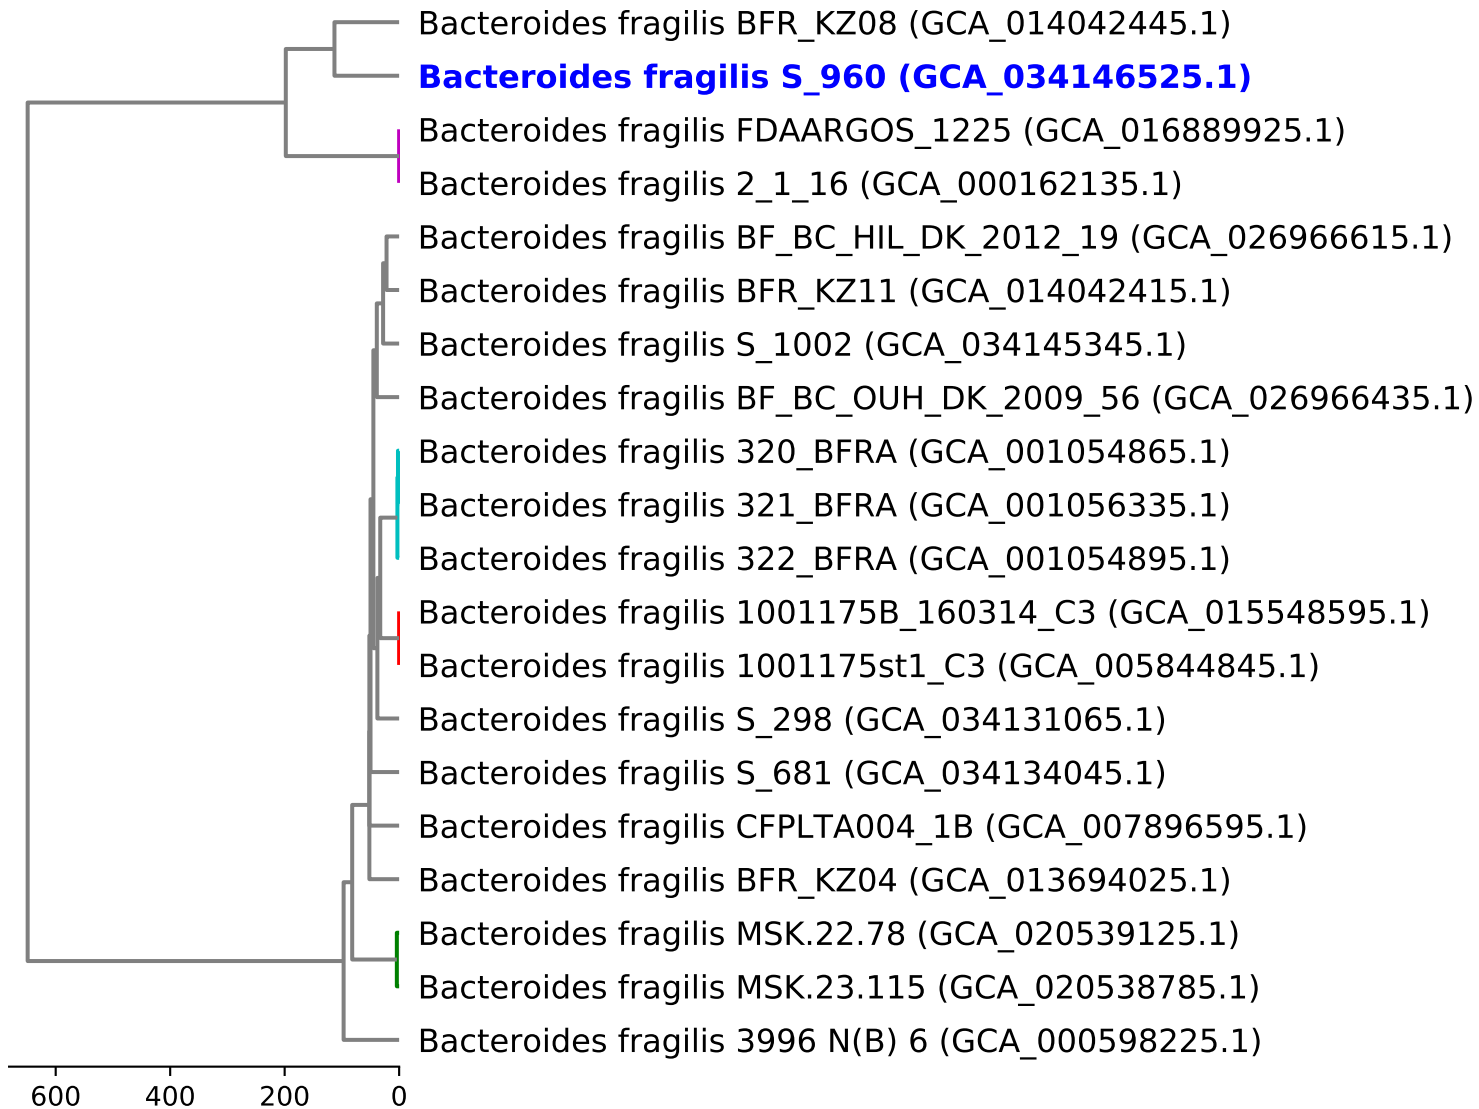 Bacteroides fragilis BFR_KZ08 (GCA_014042445.1)
Bacteroides fragilis S_960 (GCA_034146525.1)
Bacteroides fragilis FDAARGOS_1225 (GCA_016889925.1)
Bacteroides fragilis 2_1_16 (GCA_000162135.1)
Bacteroides fragilis BF_BC_HIL_DK_2012_19 (GCA_026966615.1)
Bacteroides fragilis BFR_KZ11 (GCA_014042415.1)
Bacteroides fragilis S_1002 (GCA_034145345.1)
Bacteroides fragilis BF_BC_OUH_DK_2009_56 (GCA_026966435.1)
Bacteroides fragilis 320_BFRA (GCA_001054865.1)
Bacteroides fragilis 321_BFRA (GCA_001056335.1)
Bacteroides fragilis 322_BFRA (GCA_001054895.1)
Bacteroides fragilis 1001175B_160314_C3 (GCA_015548595.1)
Bacteroides fragilis 1001175st1_C3 (GCA_005844845.1)
Bacteroides fragilis S_298 (GCA_034131065.1)
Bacteroides fragilis S_681 (GCA_034134045.1)
Bacteroides fragilis CFPLTA004_1B (GCA_007896595.1)
Bacteroides fragilis BFR_KZ04 (GCA_013694025.1)
Bacteroides fragilis MSK.22.78 (GCA_020539125.1)
Bacteroides fragilis MSK.23.115 (GCA_020538785.1)
Bacteroides fragilis 3996 N(B) 6 (GCA_000598225.1)
600 400 200 0